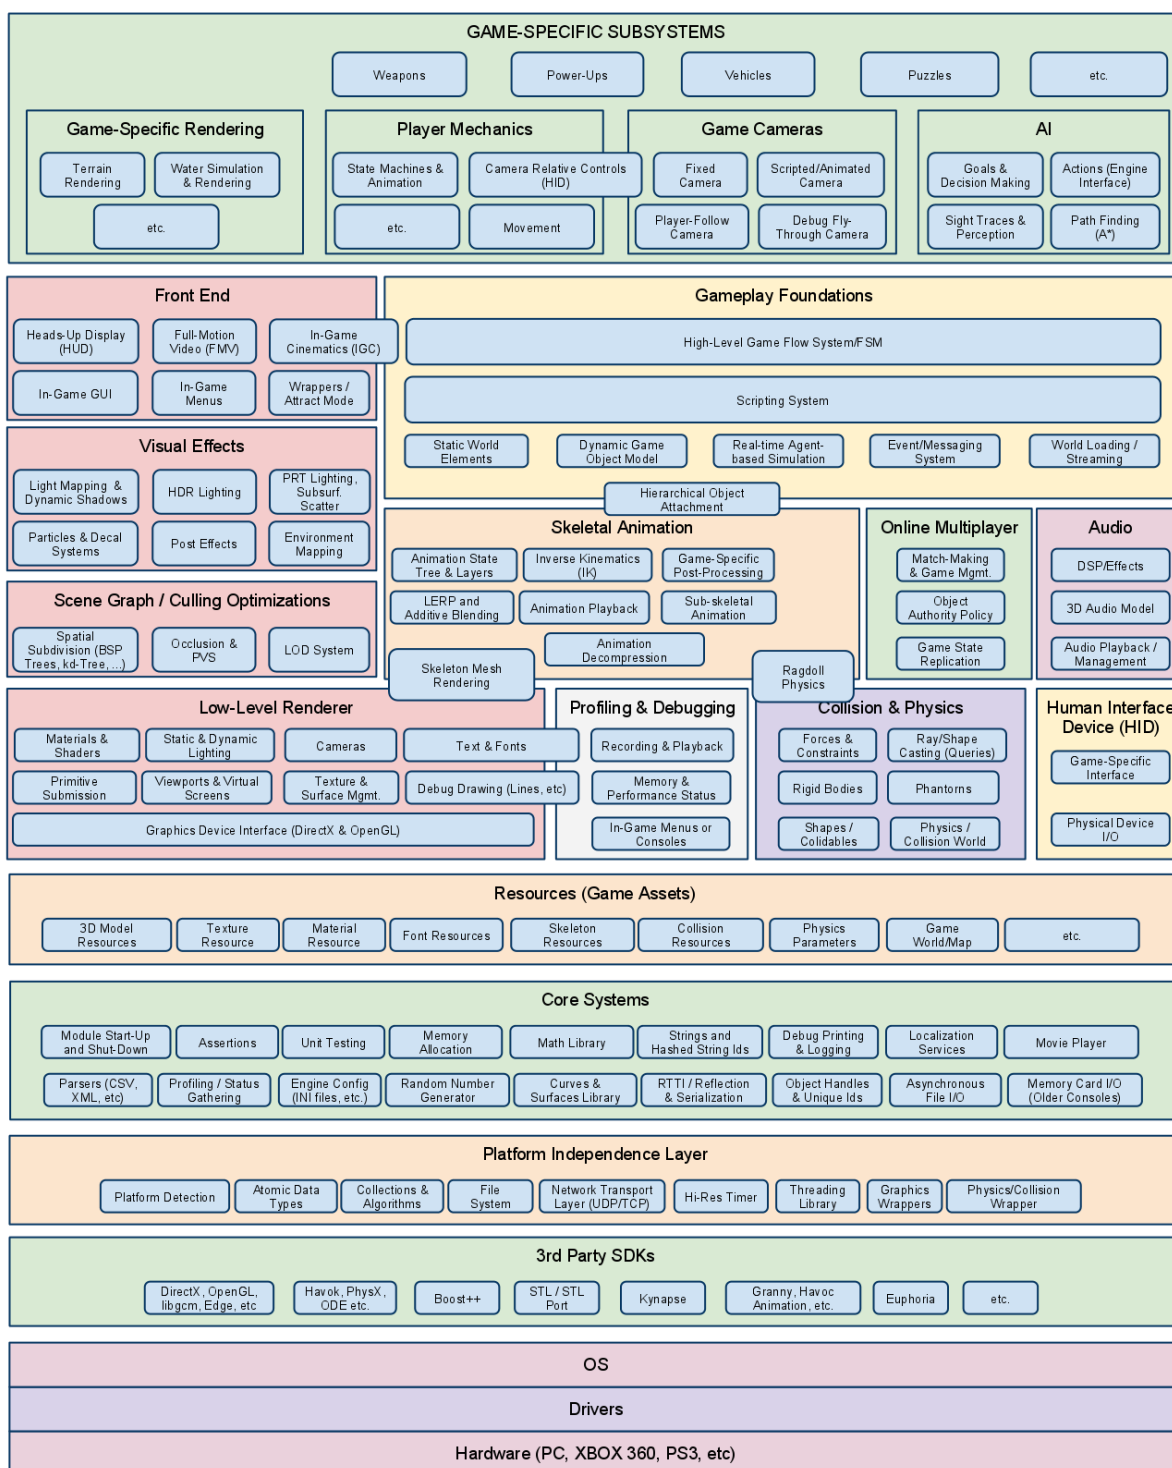 GAME-SPECIFIC SUBSYSTEMS
Weapons
Power-Ups
Vehicles
Puzzles
etc.
Game-Specific Rendering
Terrain
Rendering
Water Simulation
& Rendering
etc.
Player Mechanics
State Machines &
Animation
Camera Relative Controls
(HID)
etc.
Movement
Game Cameras
Fixed
Camera
Scripted/Animated
Camera
Player-Follow
Camera
Debug Fly-
Through Camera
AI
Goals &
Decision Making
Actions (Engine
Interface)
Sight Traces &
Perception
Path Finding
(A*)
Front End
Heads-Up Display
(HUD)
Full-Motion
Video (FMV)
In-Game
Cinematics (IGC)
In-Game GUI
In-Game
Menus
Wrappers /
Attract Mode
Gameplay Foundations
High-Level Game Flow System/FSM
Scripting System
Static World
Elements
Dynamic Game
Object Model
Real-time Agent-
based Simulation
Event/Messaging
System
World Loading /
Streaming
Hierarchical Object
Attachment
Visual Effects
Light Mapping &
Dynamic Shadows
HDR Lighting
PRT Lighting,
Subsurf.
Scatter
Particles & Decal
Systems
Post Effects
Environment
Mapping
Skeletal Animation
Animation State
Tree & Layers
Inverse Kinematics
(IK)
Game-Specific
Post-Processing
LERP and
Additive Blending
Animation Playback
Sub-skeletal
Animation
Animation
Decompression
Online Multiplayer
Match-Making
& Game Mgmt.
Object
Authority Policy
Game State
Replication
Audio
DSP/Effects
3D Audio Model
Audio Playback /
Management
Scene Graph / Culling Optimizations
Spatial
Subdivision (BSP
Trees, kd-Tree, ...)
Occlusion &
PVS
LOD System
Skeleton Mesh
Rendering
Ragdoll
Physics
Low-Level Renderer
Materials &
Shaders
Static & Dynamic
Lighting
Cameras
Text & Fonts
Primitive
Submission
Viewports & Virtual
Screens
Texture &
Surface Mgmt.
Debug Drawing (Lines, etc)
Graphics Device Interface (DirectX & OpenGL)
Profiling & Debugging
Recording & Playback
Memory &
Performance Status
In-Game Menus or
Consoles
Collision & Physics
Forces &
Constraints
Ray/Shape
Casting (Queries)
Rigid Bodies
Phantorns
Shapes /
Colidables
Physics /
Collision World
Human Interface
Device (HID)
Game-Specific
Interface
Physical Device
I/O
Resources (Game Assets)
3D Model
Resources
Texture
Resource
Material
Resource
Font Resources
Skeleton
Resources
Collision
Resources
Physics
Parameters
Game
World/Map
etc.
Core Systems
Module Start-Up
and Shut-Down
Assertions
Unit Testing
Memory
Allocation
Math Library
Strings and
Hashed String Ids
Debug Printing
& Logging
Localization
Services
Movie Player
Parsers (CSV,
XML, etc)
Profiling / Status
Gathering
Engine Config
(INI files, etc.)
Random Number
Generator
Curves &
Surfaces Library
RTTI / Reflection
& Serialization
Object Handles
& Unique Ids
Asynchronous
File I/O
Memory Card I/O
(Older Consoles)
Platform Independence Layer
Platform Detection
Atomic Data
Types
Collections &
Algorithms
File
System
Network Transport
Layer (UDP/TCP)
Hi-Res Timer
Threading
Library
Graphics
Wrappers
Physics/Collision
Wrapper
3rd Party SDKs
DirectX, OpenGL,
libgcm, Edge, etc
Havok, PhysX,
ODE etc.
Boost++
STL / STL
Port
Kynapse
Granny, Havoc
Animation, etc.
Euphoria
etc.
OS
Drivers
Hardware (PC, XBOX 360, PS3, etc)